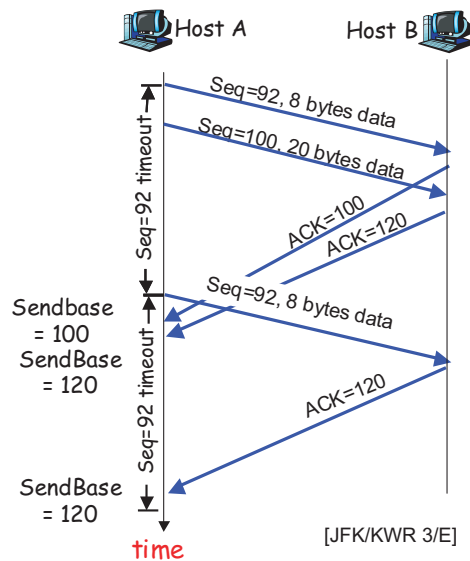 Host A
Host B
Seq=92, 8 bytes data
Seq=100, 20 bytes data
Seq=92 timeout
ACK=100
ACK=120
Seq=92, 8 bytes data
Sendbase
= 100
SendBase
= 120
Seq=92 timeout
ACK=120
SendBase
= 120
time
[JFK/KWR 3/E]